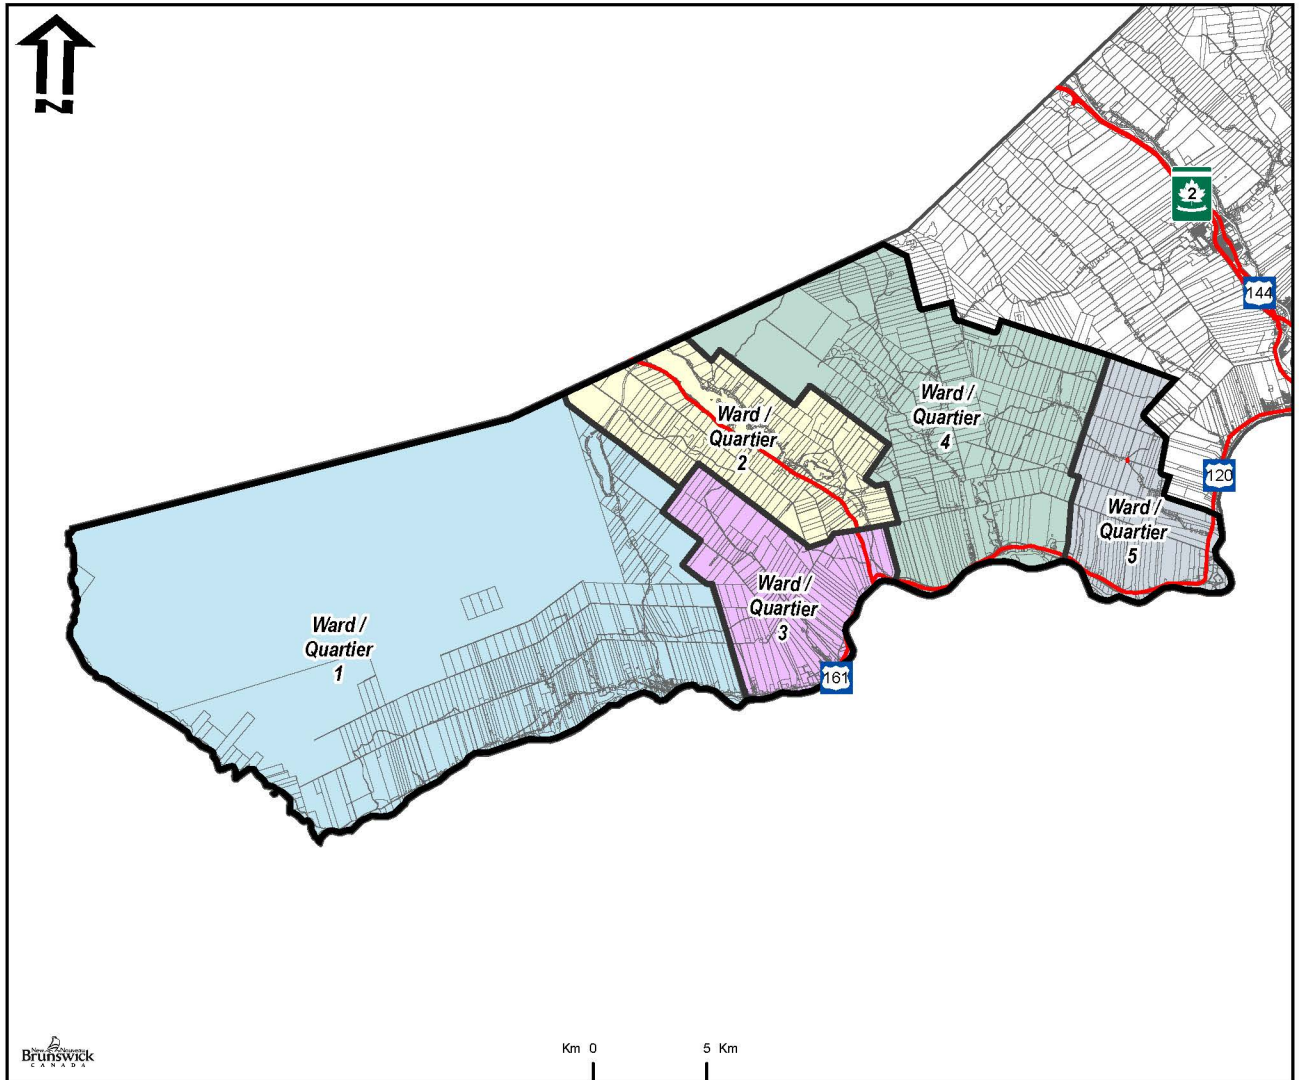 N
2
144
Ward /
Quartier
4
Ward /
Quartier
2
120
Ward /
Quartier
5
Ward /
Quartier
3
Ward /
Quartier
1
161
New Nouveau
Brunswick
CANADA
Km 0 5 Km